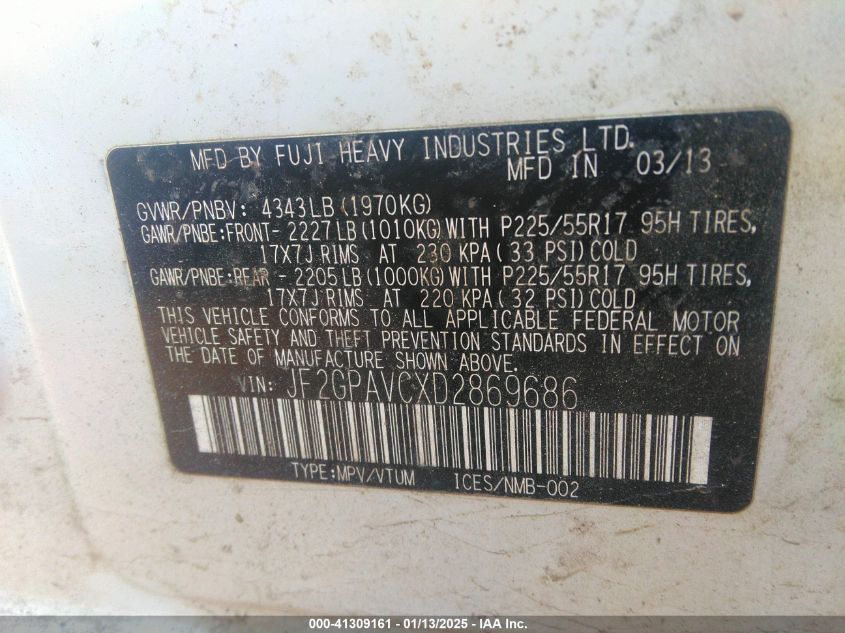 MFD BY FUJI HEAVY INDUSTRIES LTD.
MFD IN 03/13
GVWR/PNBV: 4343LB(1970KG)
GAWR/PNBE:FRONT- 2227LB(1010KG)WITH P225/55R17 95H TIRES,
17X7J RIMS AT 230 KPA( 33 PSI)COLD
GAWR/PNBE:REAR - 2205LB(1000KG)WITH P225/55R17 95H TIRES,
17X7J RIMS AT 220 KPA( 32 PSI)COLD
THIS VEHICLE CONFORMS TO ALL APPLICABLE FEDERAL MOTOR
VEHICLE SAFETY AND THEFT PREVENTION STANDARDS IN EFFECT ON
THE DATE OF MANUFACTURE SHOWN ABOVE.
VIN: JF2GPAVCXD2869686
TYPE:MPV/VTUM ICES/NMB-002
000-41309161 - 01/13/2025 - IAA Inc.